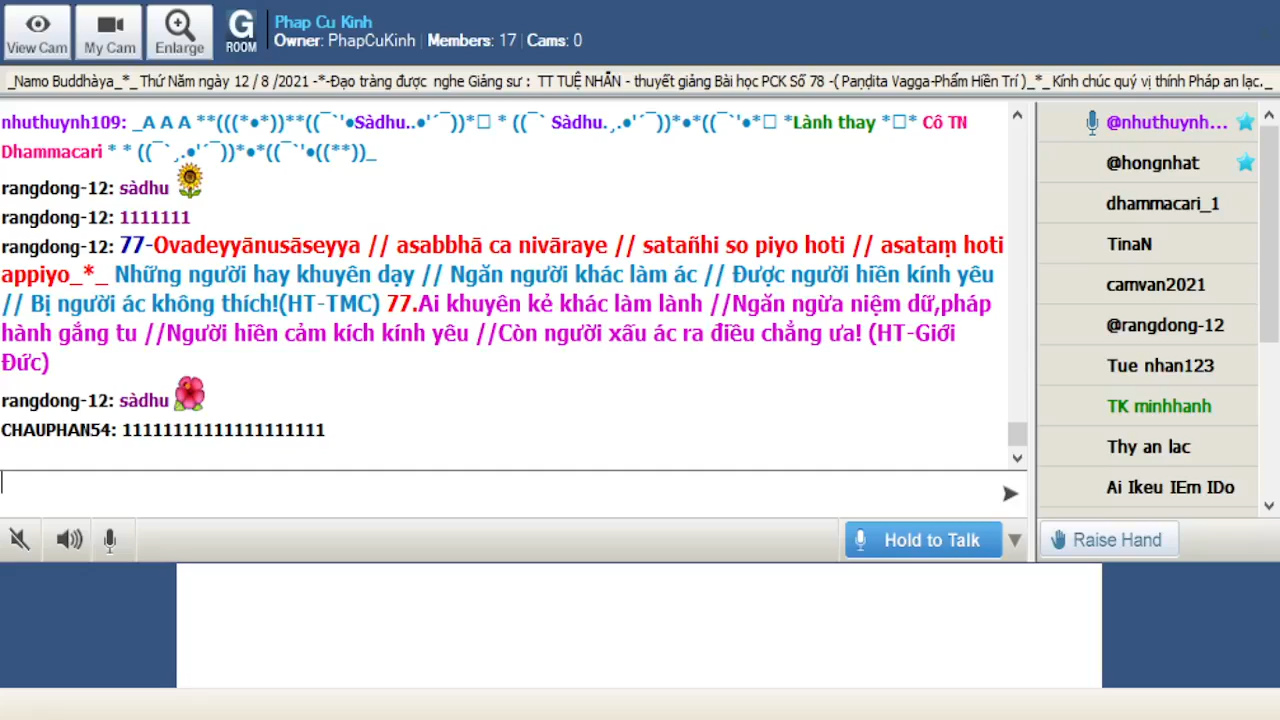 View Cam
My Cam
Enlarge
G
ROOM
Phap Cu Kinh
Owner: PhapCuKinh | Members: 17 | Cams: 0
_Namo Buddhàya_*_ Thứ Năm ngày 12 / 8 /2021 -*-Đạo tràng được nghe Giảng sư : TT TUỆ NHẪN - thuyết giảng Bài học PCK Số 78 -( Paṇḍita Vagga-Phẩm Hiền Trí )_*_ Kính chúc quý vị thính Pháp an lạc._
nhuthuynh109: _A A A **(((*•*))**((¯`'•Sàdhu..•'´¯))*□ * ((¯` Sàdhu.¸.•'´¯))*•*((¯`'•*□ *Lành thay *□* Cô TN
Dhammacari * * ((¯`¸.•'´¯))*•*((¯`'•((**))_
rangdong-12: sàdhu
rangdong-12: 1111111
rangdong-12: 77-Ovadeyyānusāseyya // asabbhā ca nivāraye // satañhi so piyo hoti // asataṃ hoti
appiyo_*_ Những người hay khuyên dạy // Ngăn người khác làm ác // Được người hiền kính yêu
// Bị người ác không thích!(HT-TMC) 77.Ai khuyên kẻ khác làm lành //Ngăn ngừa niệm dữ,pháp
hành gắng tu //Người hiền cảm kích kính yêu //Còn người xấu ác ra điều chẳng ưa! (HT-Giới
Đức)
rangdong-12: sàdhu
CHAUPHAN54: 11111111111111111111
@nhuthuynh...
@hongnhat
dhammacari_1
TinaN
camvan2021
@rangdong-12
Tue nhan123
TK minhhanh
Thy an lac
Ai Ikeu IEm IDo
Hold to Talk
Raise Hand